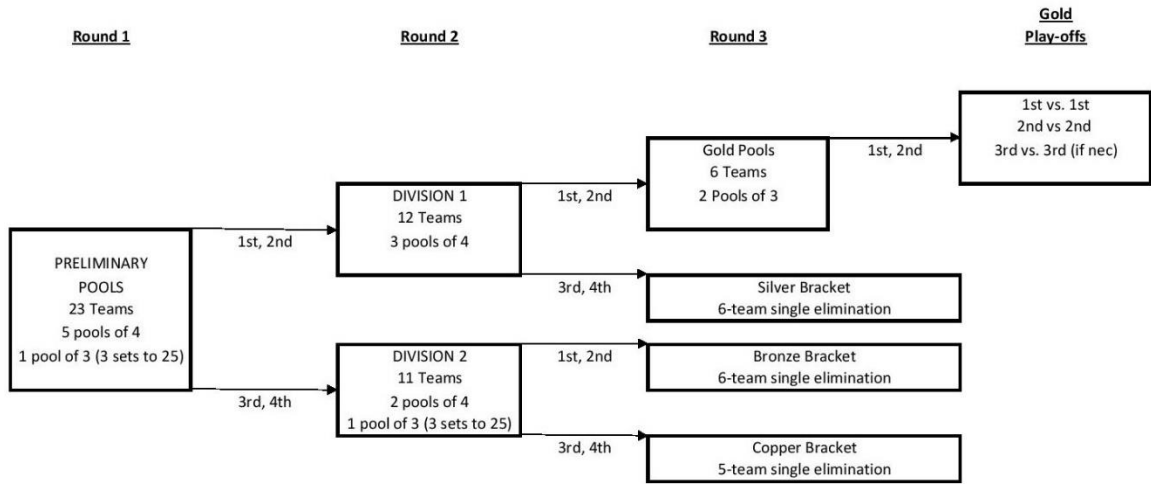 Round 1
Round 2
Round 3
Gold
Play-offs
1st vs. 1st
2nd vs 2nd
3rd vs. 3rd (if nec)
1st, 2nd
Gold Pools
6 Teams
2 Pools of 3
1st, 2nd
DIVISION 1
12 Teams
3 pools of 4
1st, 2nd
PRELIMINARY
POOLS
23 Teams
5 pools of 4
1 pool of 3 (3 sets to 25)
3rd, 4th
Silver Bracket
6-team single elimination
DIVISION 2
11 Teams
2 pools of 4
1 pool of 3 (3 sets to 25)
1st, 2nd
Bronze Bracket
6-team single elimination
3rd, 4th
3rd, 4th
Copper Bracket
5-team single elimination